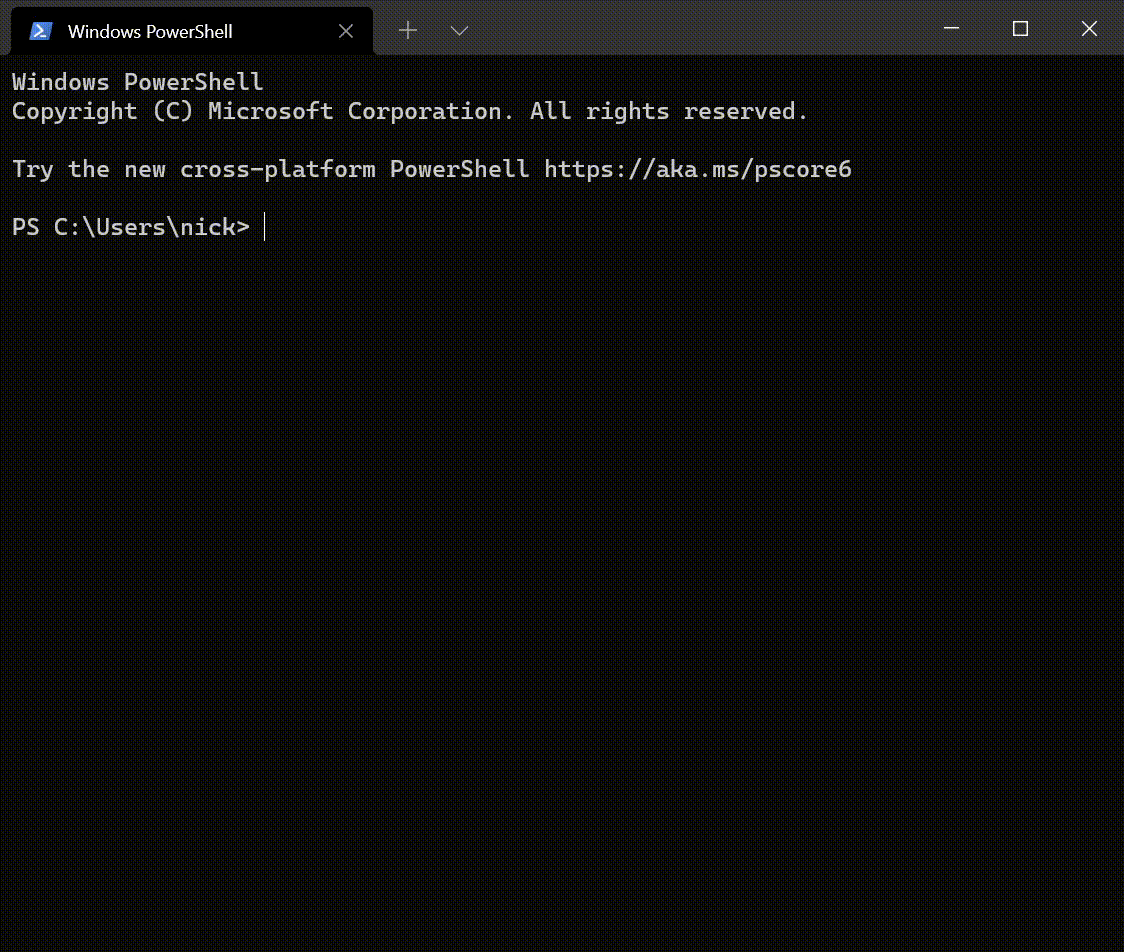 Windows PowerShell
Windows PowerShell
Copyright (C) Microsoft Corporation. All rights reserved.
Try the new cross-platform PowerShell https://aka.ms/pscore6
PS C:\Users\nick>